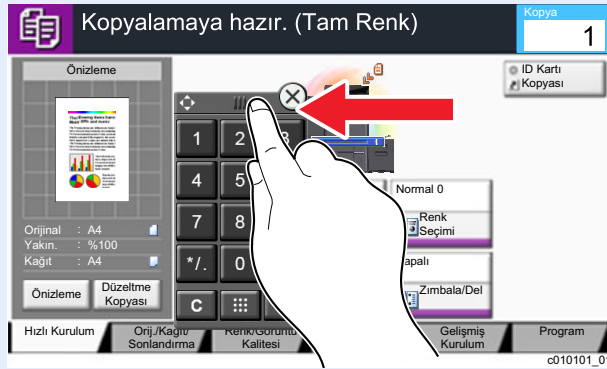 Kopyalamaya hazır. (Tam Renk)
Kopya
1
Önizleme
ID Kartı
Kopyası
1
2
3
4
5
Normal 0
7
8
Renk
Seçimi
Orijinal : A4
Yakın. : %100
Kağıt : A4
*/.
0
Zımbala/Del
Önizleme
Düzeltme
Kopyası
C
Hızlı Kurulum
Orij./Kağıt/
Sonlandırma
Renk/Görüntü
Kalitesi
Gelişmiş
Kurulum
Program